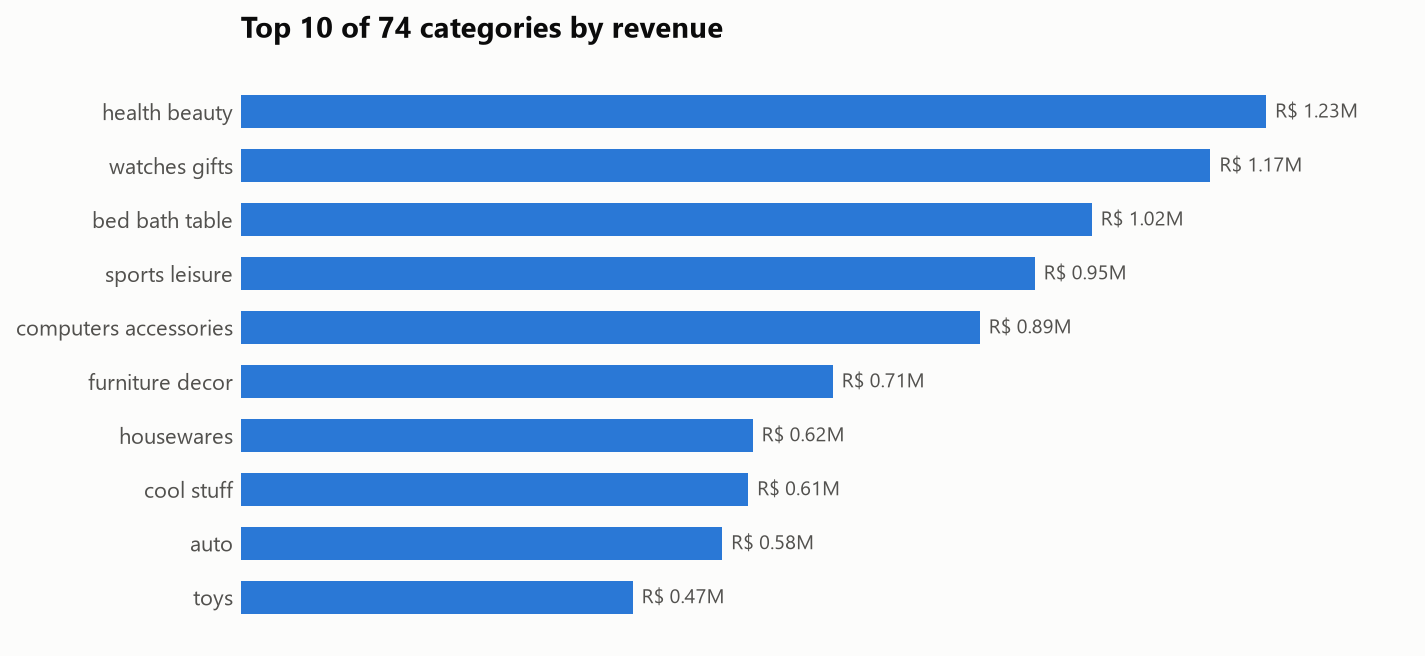 Top 10 of 74 categories by revenue
health beauty R$ 1.23M
watches gifts R$ 1.17M
bed bath table R$ 1.02M
sports leisure R$ 0.95M
computers accessories R$ 0.89M
furniture decor R$ 0.71M
housewares R$ 0.62M
cool stuff R$ 0.61M
auto R$ 0.58M
toys R$ 0.47M